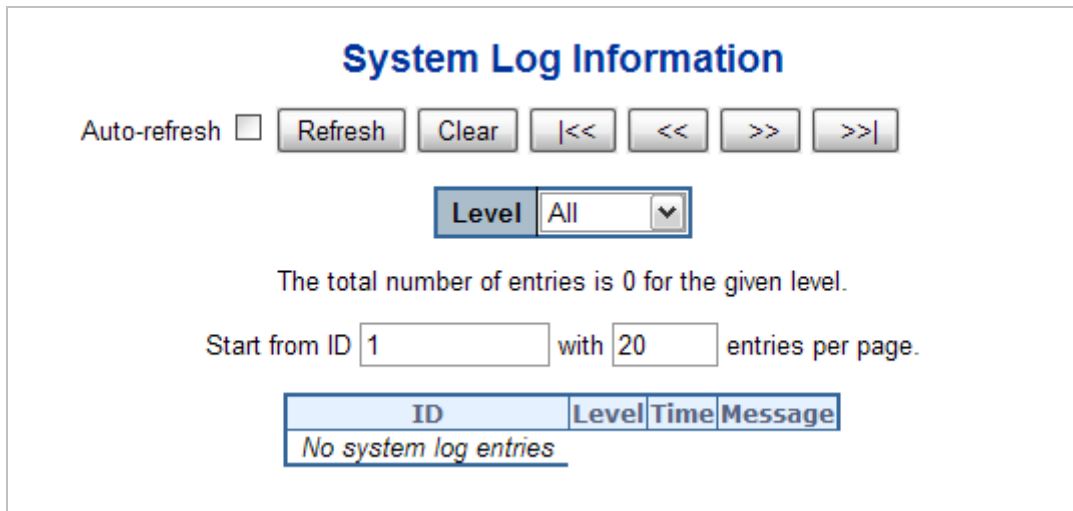 System Log Information
Auto-refresh Refresh Clear |<< << >> >>|
Level All
The total number of entries is 0 for the given level.
Start from ID 1 with 20 entries per page.
ID Level Time Message
No system log entries